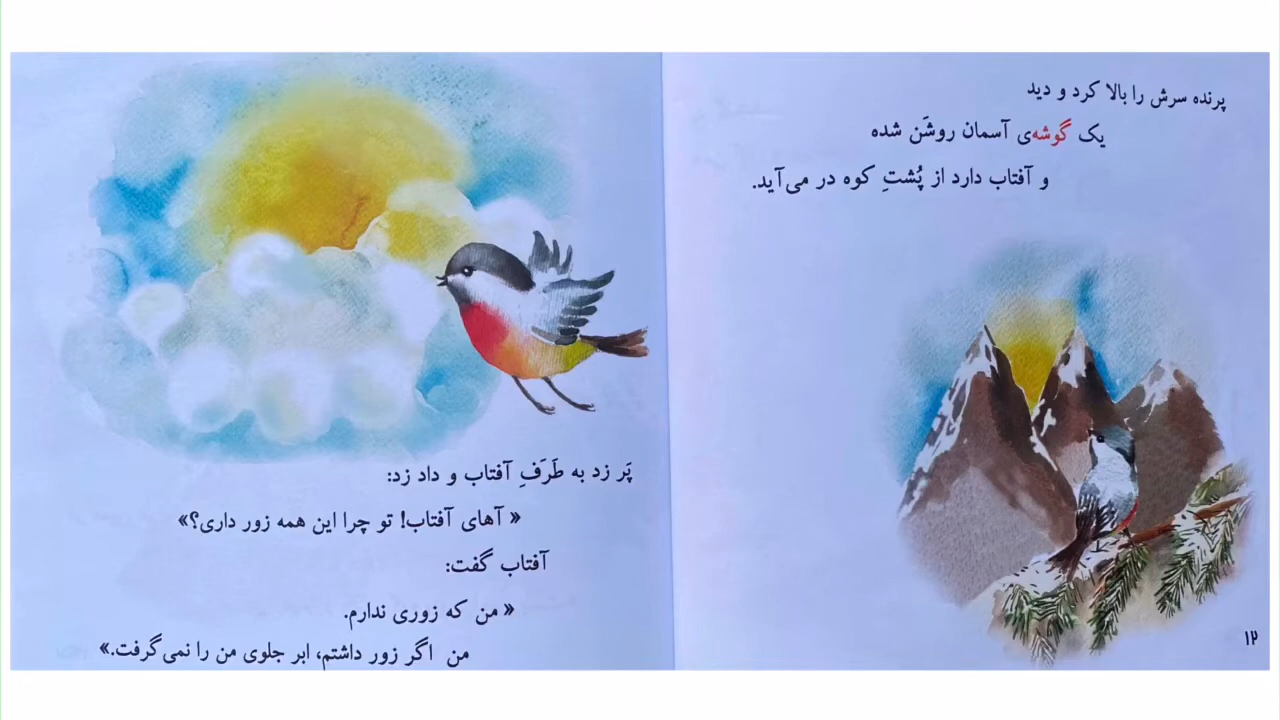 پرنده سرش را بالا کرد و دید
یک گوشه‌ی آسمان روشَن شده
و آفتاب دارد از پُشتِ کوه در می‌آید.
۱۲
پَر زد به طَرَفِ آفتاب و داد زد:
« آهای آفتاب! تو چرا این همه زور داری؟»
آفتاب گفت:
« من که زوری ندارم.
من اگر زور داشتم، ابر جلوی من را نمی‌گرفت.»